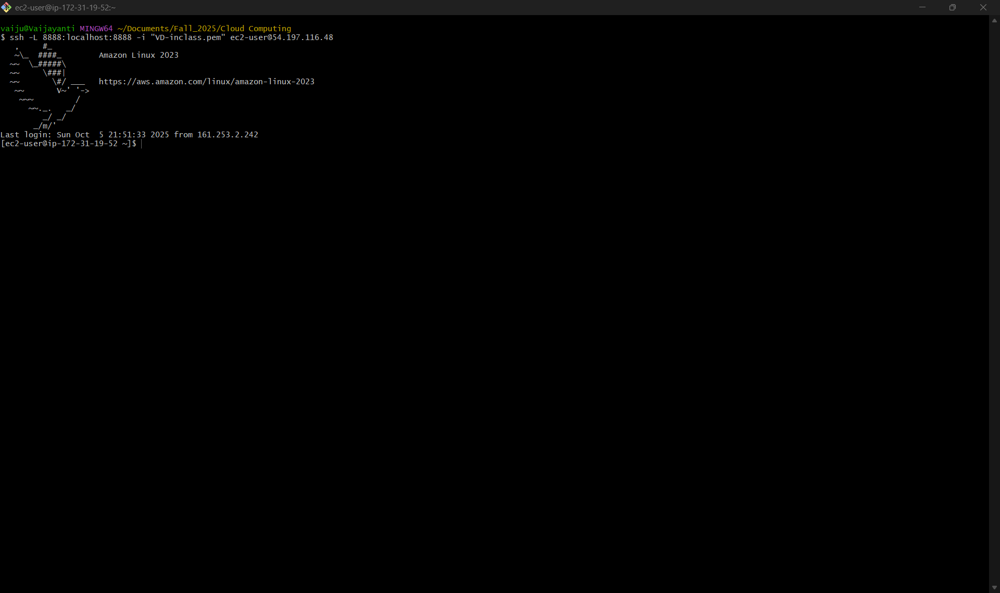 ec2-user@ip-172-31-19-52:~
vaiju@Vaijayanti MINGW64 ~/Documents/Fall_2025/Cloud Computing
$ ssh -L 8888:localhost:8888 -i "VD-inclass.pem" ec2-user@54.197.116.48
   ,     #_
   ~\_  ####_        Amazon Linux 2023
  ~~  \_#####\
  ~~     \###|
  ~~       \#/ ___   https://aws.amazon.com/linux/amazon-linux-2023
   ~~       V~' '->
    ~~~         /
      ~~._.   _/
         _/ _/
       _/m/'
Last login: Sun Oct  5 21:51:33 2025 from 161.253.2.242
[ec2-user@ip-172-31-19-52 ~]$